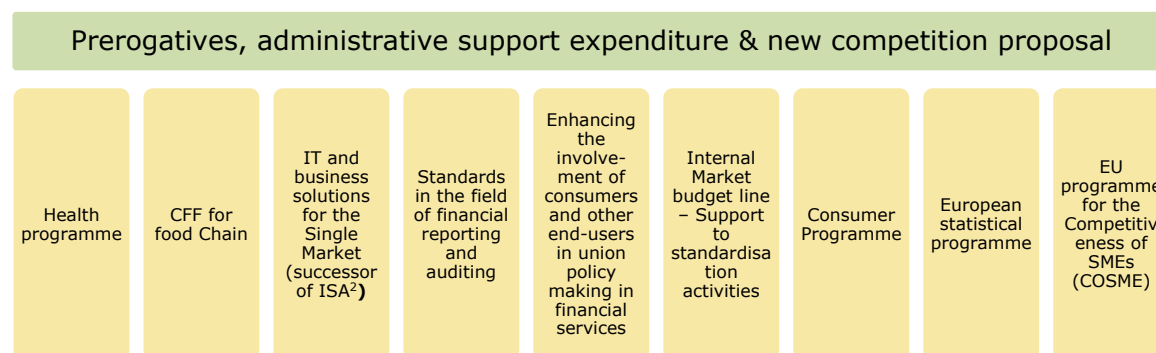 Prerogatives, administrative support expenditure & new competition proposal
Health
programme
CFF for
food Chain
IT and
business
solutions
for the
Single
Market
(successor
of ISA²)
Standards
in the field
of financial
reporting
and
auditing
Enhancing
the
involve-
ment of
consumers
and other
end-users
in union
policy
making in
financial
services
Internal
Market
budget line
– Support
to
standardisa
tion
activities
Consumer
Programme
European
statistical
programme
EU
programme
for the
Competitiv
eness of
SMEs
(COSME)